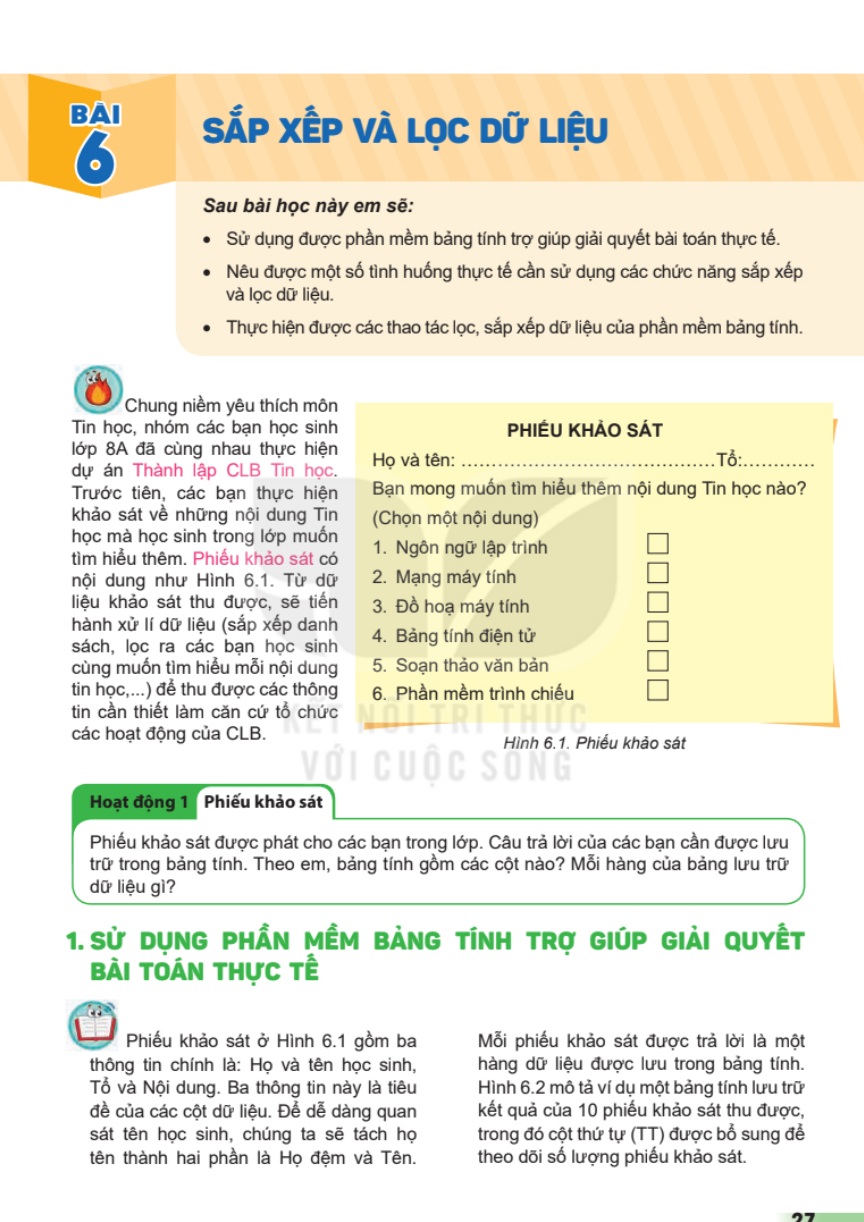 BÀI
6
SẮP XẾP VÀ LỌC DỮ LIỆU
Sau bài học này em sẽ:
• Sử dụng được phần mềm bảng tính trợ giúp giải quyết bài toán thực tế.
• Nêu được một số tình huống thực tế cần sử dụng các chức năng sắp xếp
và lọc dữ liệu.
• Thực hiện được các thao tác lọc, sắp xếp dữ liệu của phần mềm bảng tính.
Chung niềm yêu thích môn
Tin học, nhóm các bạn học sinh
lớp 8A đã cùng nhau thực hiện
dự án Thành lập CLB Tin học.
Trước tiên, các bạn thực hiện
khảo sát về những nội dung Tin
học mà học sinh trong lớp muốn
tìm hiểu thêm. Phiếu khảo sát có
nội dung như Hình 6.1. Từ dữ
liệu khảo sát thu được, sẽ tiến
hành xử lí dữ liệu (sắp xếp danh
sách, lọc ra các bạn học sinh
cùng muốn tìm hiểu mỗi nội dung
tin học,...) để thu được các thông
tin cần thiết làm căn cứ tổ chức
các hoạt động của CLB.
PHIẾU KHẢO SÁT
Họ và tên: ...........................................Tổ:............
Bạn mong muốn tìm hiểu thêm nội dung Tin học nào?
(Chọn một nội dung)
1. Ngôn ngữ lập trình
2. Mạng máy tính
3. Đồ hoạ máy tính
4. Bảng tính điện tử
5. Soạn thảo văn bản
6. Phần mềm trình chiếu
Hình 6.1. Phiếu khảo sát
KẾT NỐI TRI THỨC
VỚI CUỘC SỐNG
Hoạt động 1 Phiếu khảo sát
Phiếu khảo sát được phát cho các bạn trong lớp. Câu trả lời của các bạn cần được lưu
trữ trong bảng tính. Theo em, bảng tính gồm các cột nào? Mỗi hàng của bảng lưu trữ
dữ liệu gì?
1. SỬ DỤNG PHẦN MỀM BẢNG TÍNH TRỢ GIÚP GIẢI QUYẾT
BÀI TOÁN THỰC TẾ
Phiếu khảo sát ở Hình 6.1 gồm ba
thông tin chính là: Họ và tên học sinh,
Tổ và Nội dung. Ba thông tin này là tiêu
đề của các cột dữ liệu. Để dễ dàng quan
sát tên học sinh, chúng ta sẽ tách họ
tên thành hai phần là Họ đệm và Tên.
Mỗi phiếu khảo sát được trả lời là một
hàng dữ liệu được lưu trong bảng tính.
Hình 6.2 mô tả ví dụ một bảng tính lưu trữ
kết quả của 10 phiếu khảo sát thu được,
trong đó cột thứ tự (TT) được bổ sung để
theo dõi số lượng phiếu khảo sát.
27